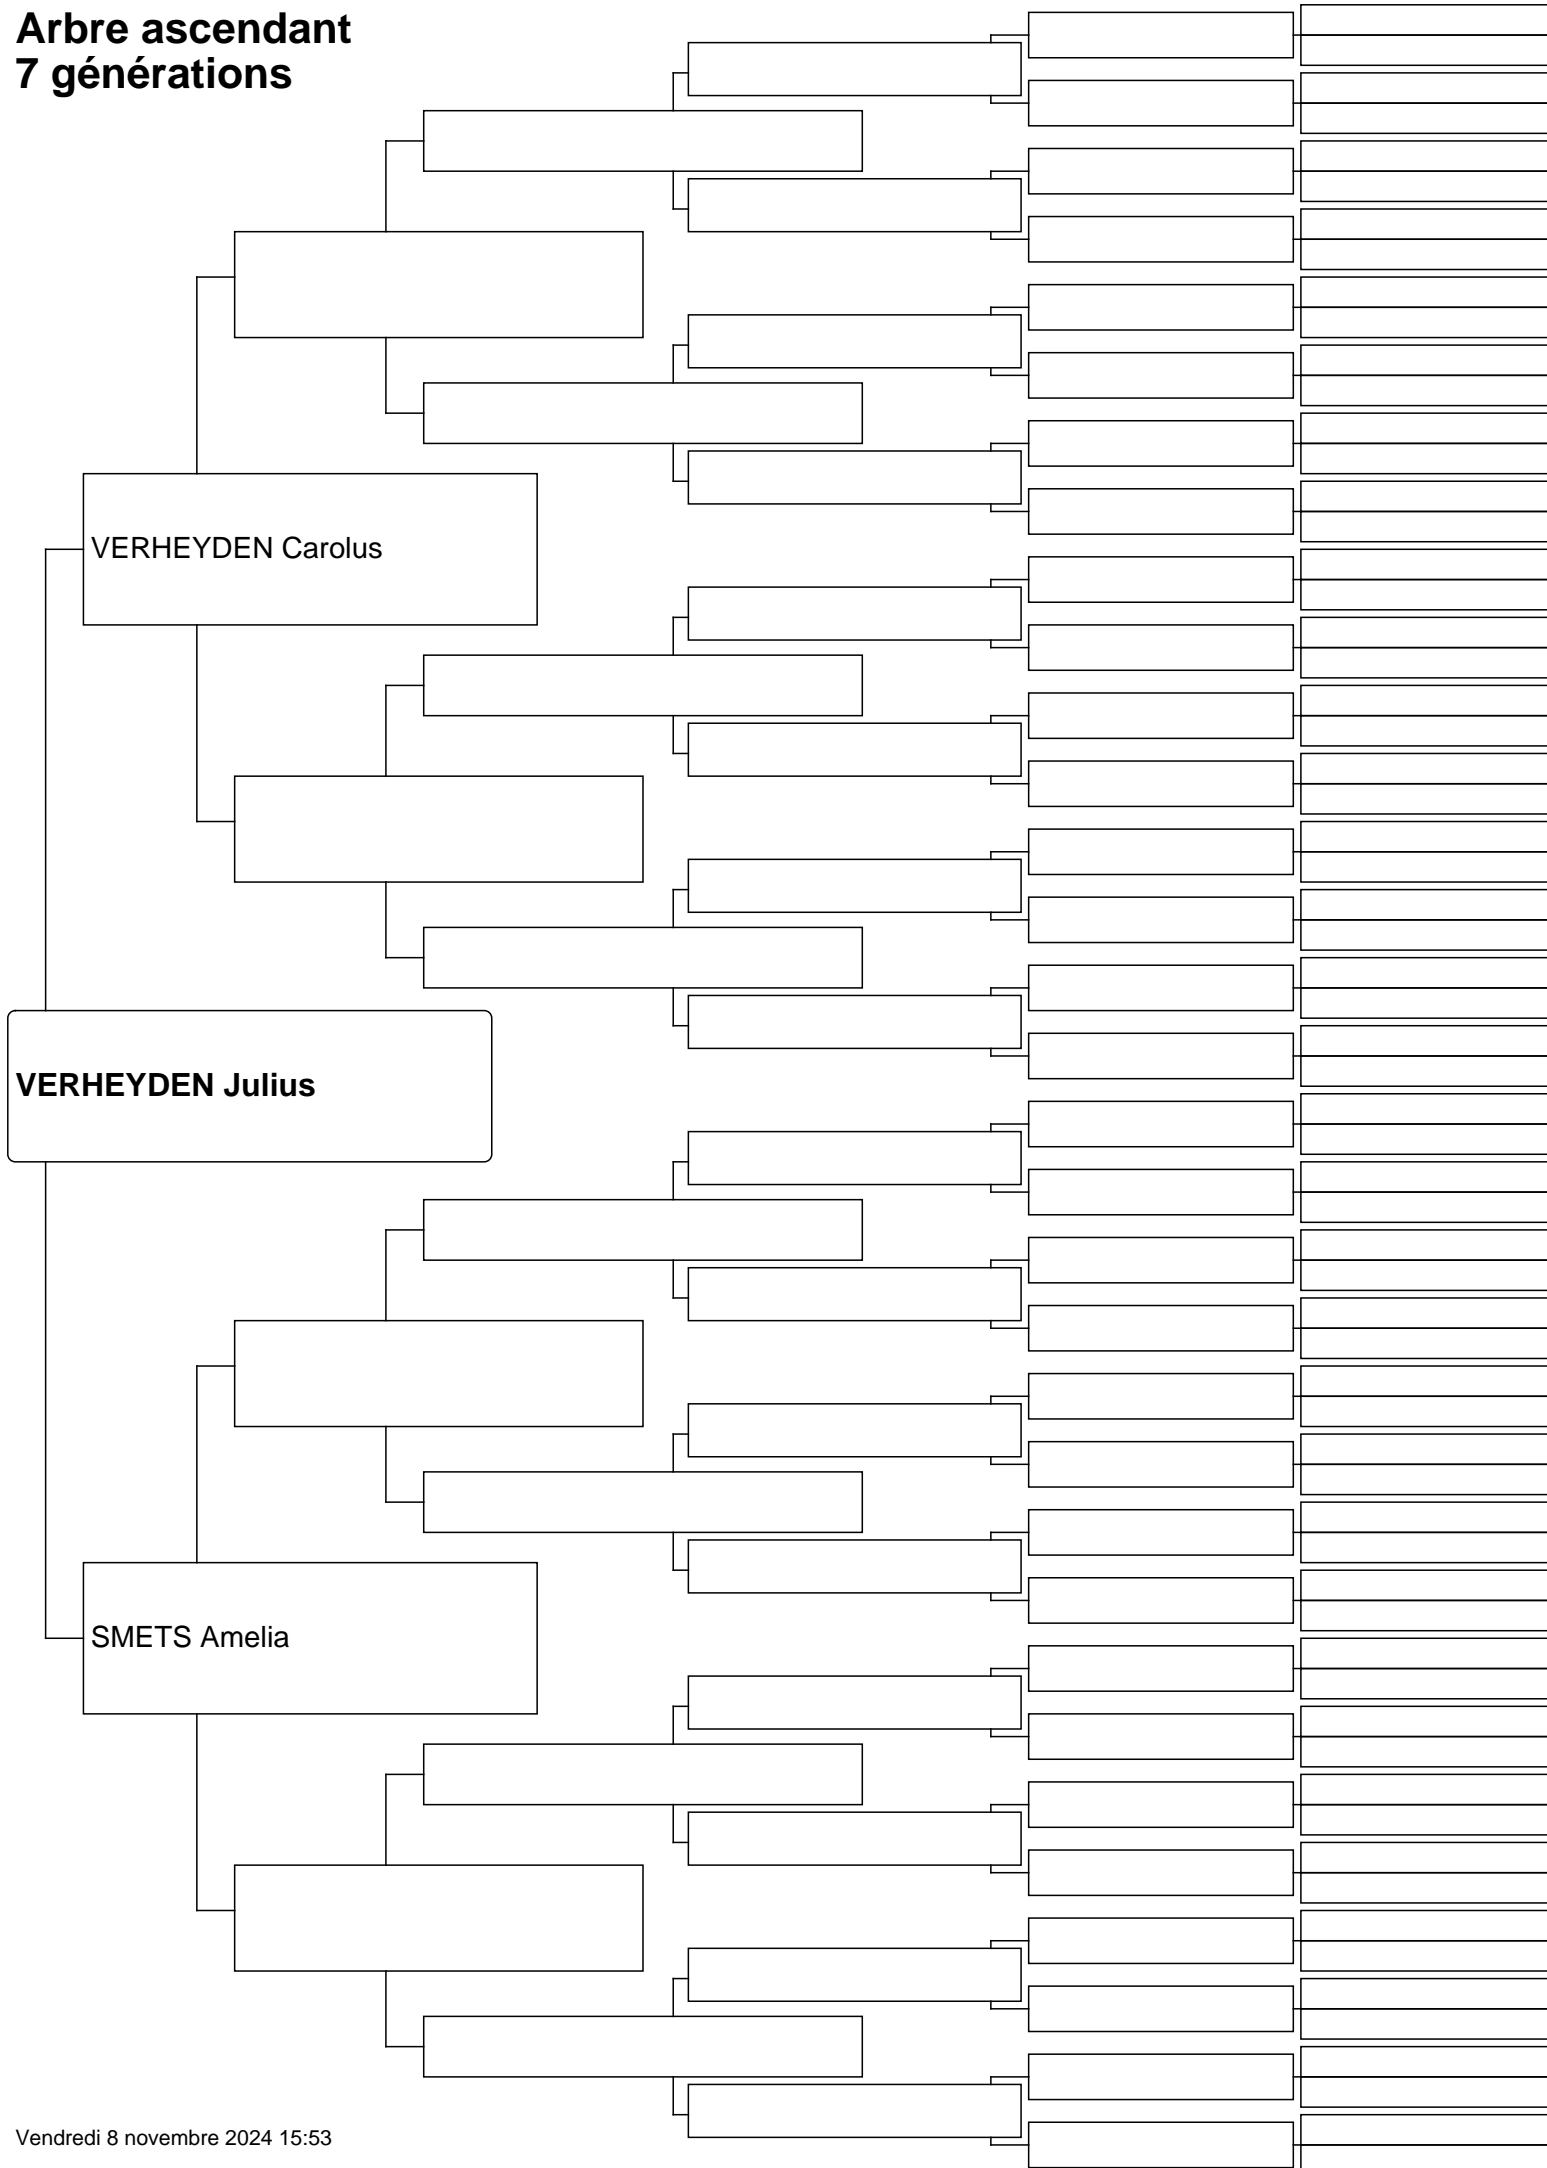 Arbre ascendant
7 générations
VERHEYDEN Carolus
VERHEYDEN Julius
SMETS Amelia
Vendredi 8 novembre 2024 15:53